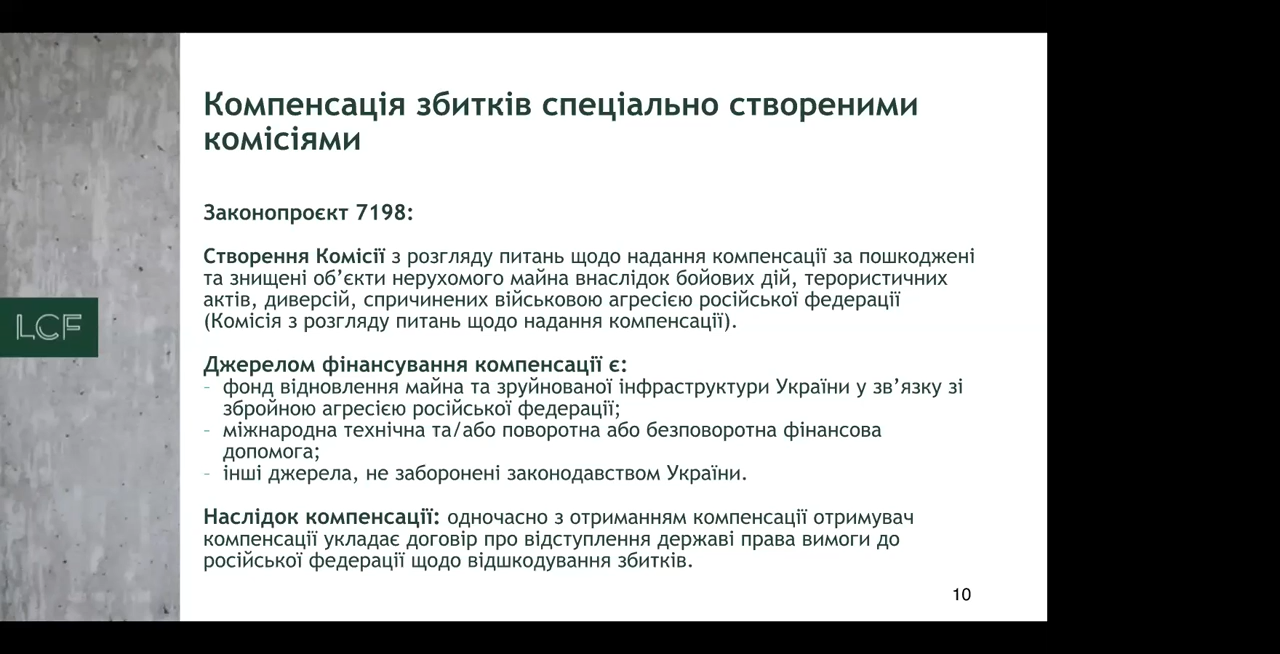 Компенсація збитків спеціально створеними
комісіями
Законопроєкт 7198:
Створення Комісії з розгляду питань щодо надання компенсації за пошкоджені
та знищені об’єкти нерухомого майна внаслідок бойових дій, терористичних
актів, диверсій, спричинених військовою агресією російської федерації
(Комісія з розгляду питань щодо надання компенсації).
Джерелом фінансування компенсації є:
- фонд відновлення майна та зруйнованої інфраструктури України у зв’язку зі
збройною агресією російської федерації;
- міжнародна технічна та/або поворотна або безповоротна фінансова
допомога;
- інші джерела, не заборонені законодавством України.
Наслідок компенсації: одночасно з отриманням компенсації отримувач
компенсації укладає договір про відступлення державі права вимоги до
російської федерації щодо відшкодування збитків.
LCF
10